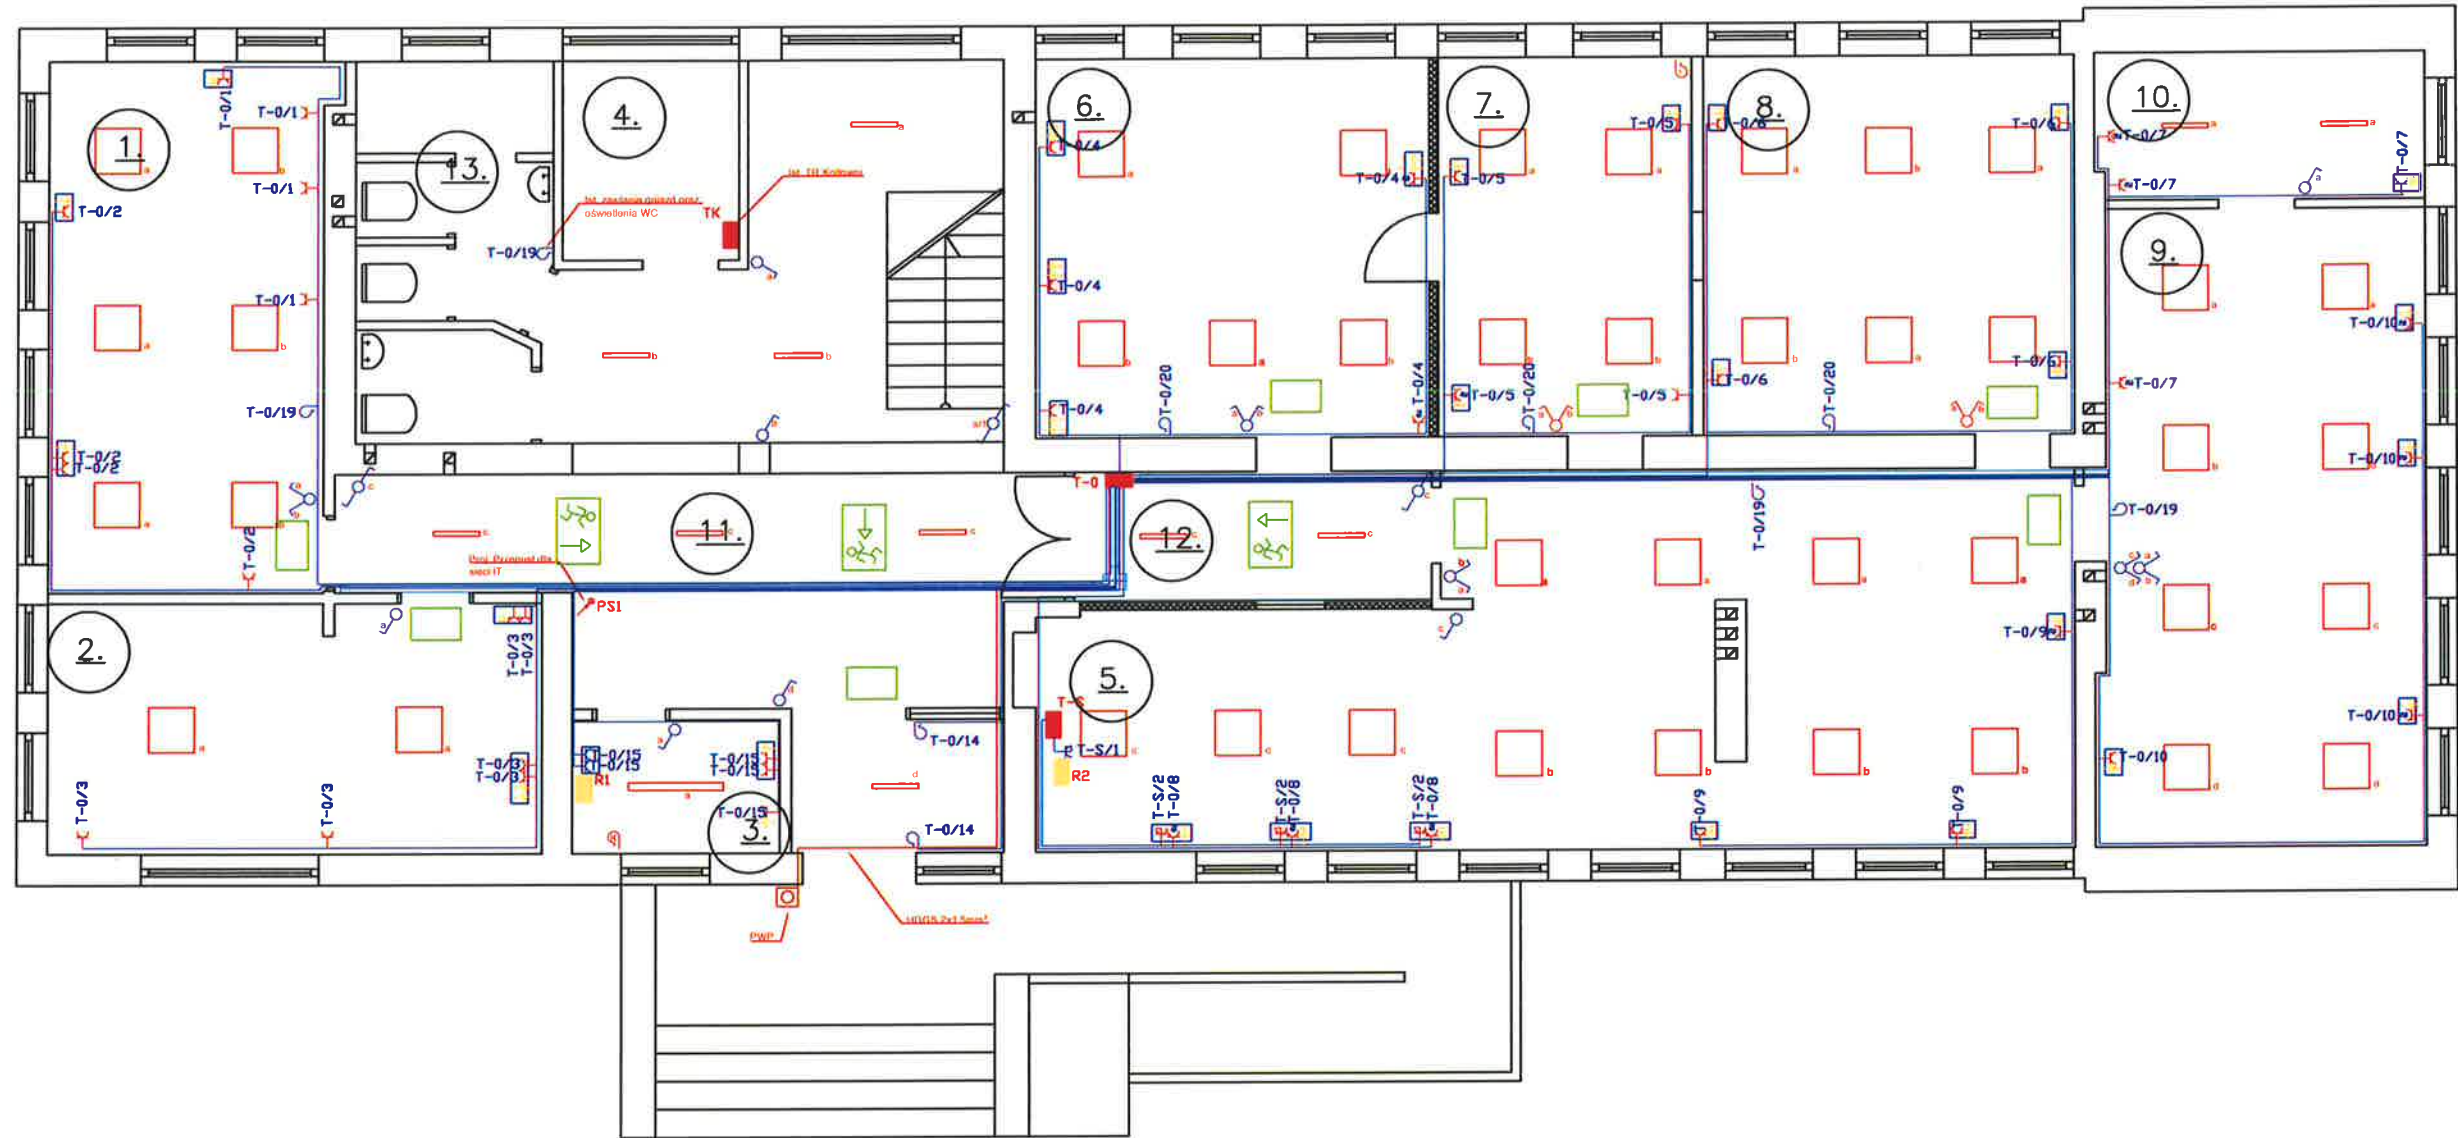 1.
T-0/1
T-0/1
T-0/1
T-0/1
T-0/2
T-0/2
T-0/2
T-0/2
T-0/19
a
b
a
b
a
b
a
b
13.
T-0/19
oświetlenia WC
4.
TK
a
b
b
a
a
a/1
6.
T-0/4
T-0/4
T-0/4
T-0/4
T-0/4
T-0/20
a
b
a
b
7.
T-0/5
T-0/5
T-0/5
T-0/5
T-0/20
a
b
8.
T-0/6
T-0/6
T-0/6
T-0/6
T-0/20
a
b
a
b
a
10.
T-0/7
T-0/7
T-0/7
a
a
a
9.
T-0/7
T-0/10
T-0/10
T-0/19
T-0/10
T-0/10
a
a
b
b
c
c
d
d
11.
c
c
c
c
T-0
12.
c
c
c
T-0/19
2.
T-0/3
T-0/3
T-0/3
T-0/3
T-0/3
T-0/3
a
a
a
sieci IT
PS1
3.
T-0/15
T-0/15
T-0/15
T-0/15
T-0/15
R1
a
a
a
d
T-0/14
T-0/14
PWP
5.
T-S
T-S/1
R2
T-S/2
T-0/8
T-S/2
T-0/8
T-S/2
T-0/8
T-0/9
T-0/9
T-0/9
c
c
c
b
b
b
b
a
a
a
a